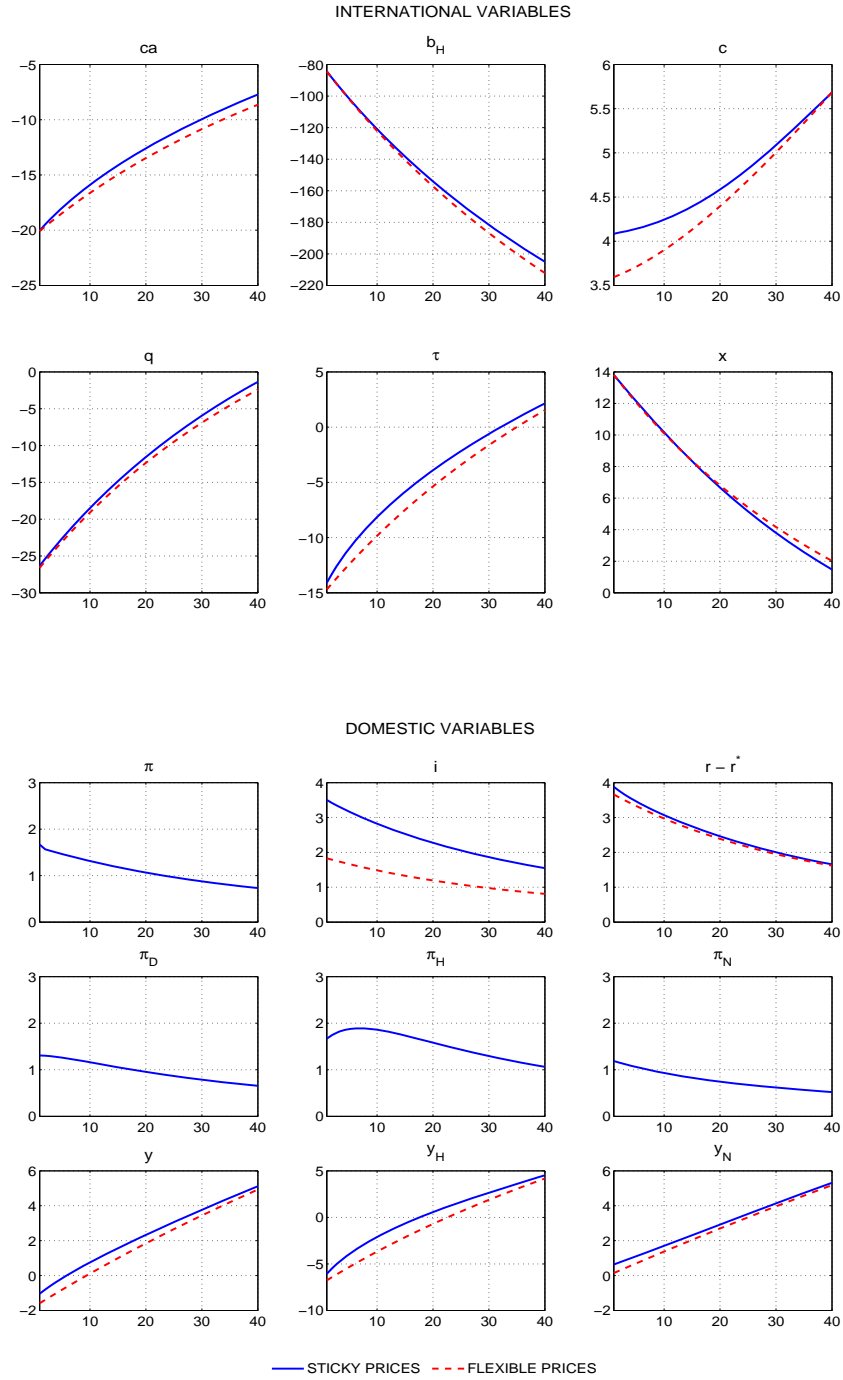 INTERNATIONAL VARIABLES
ca b_H c
−5 −80 6
−10 −100 5.5
−120 5
−15 −140 4.5
−160
−20 −180 4
−200
−25 −220 3.5
10 20 30 40 10 20 30 40 10 20 30 40
q τ x
0 5 14
−5 12
−10 0 10
−15 −5 8
6
−20 −10 4
−25 2
−30 −15 0
10 20 30 40 10 20 30 40 10 20 30 40
DOMESTIC VARIABLES
π i r − r*
3 4 4
2 3 3
2 2
1 1 1
0 0 0
10 20 30 40 10 20 30 40 10 20 30 40
π_D π_H π_N
3 3 3
2 2 2
1 1 1
0 0 0
10 20 30 40 10 20 30 40 10 20 30 40
y y_H y_N
6 5 6
4 0 4
2 2
0 −5 0
−2 −10 −2
10 20 30 40 10 20 30 40 10 20 30 40
STICKY PRICES FLEXIBLE PRICES